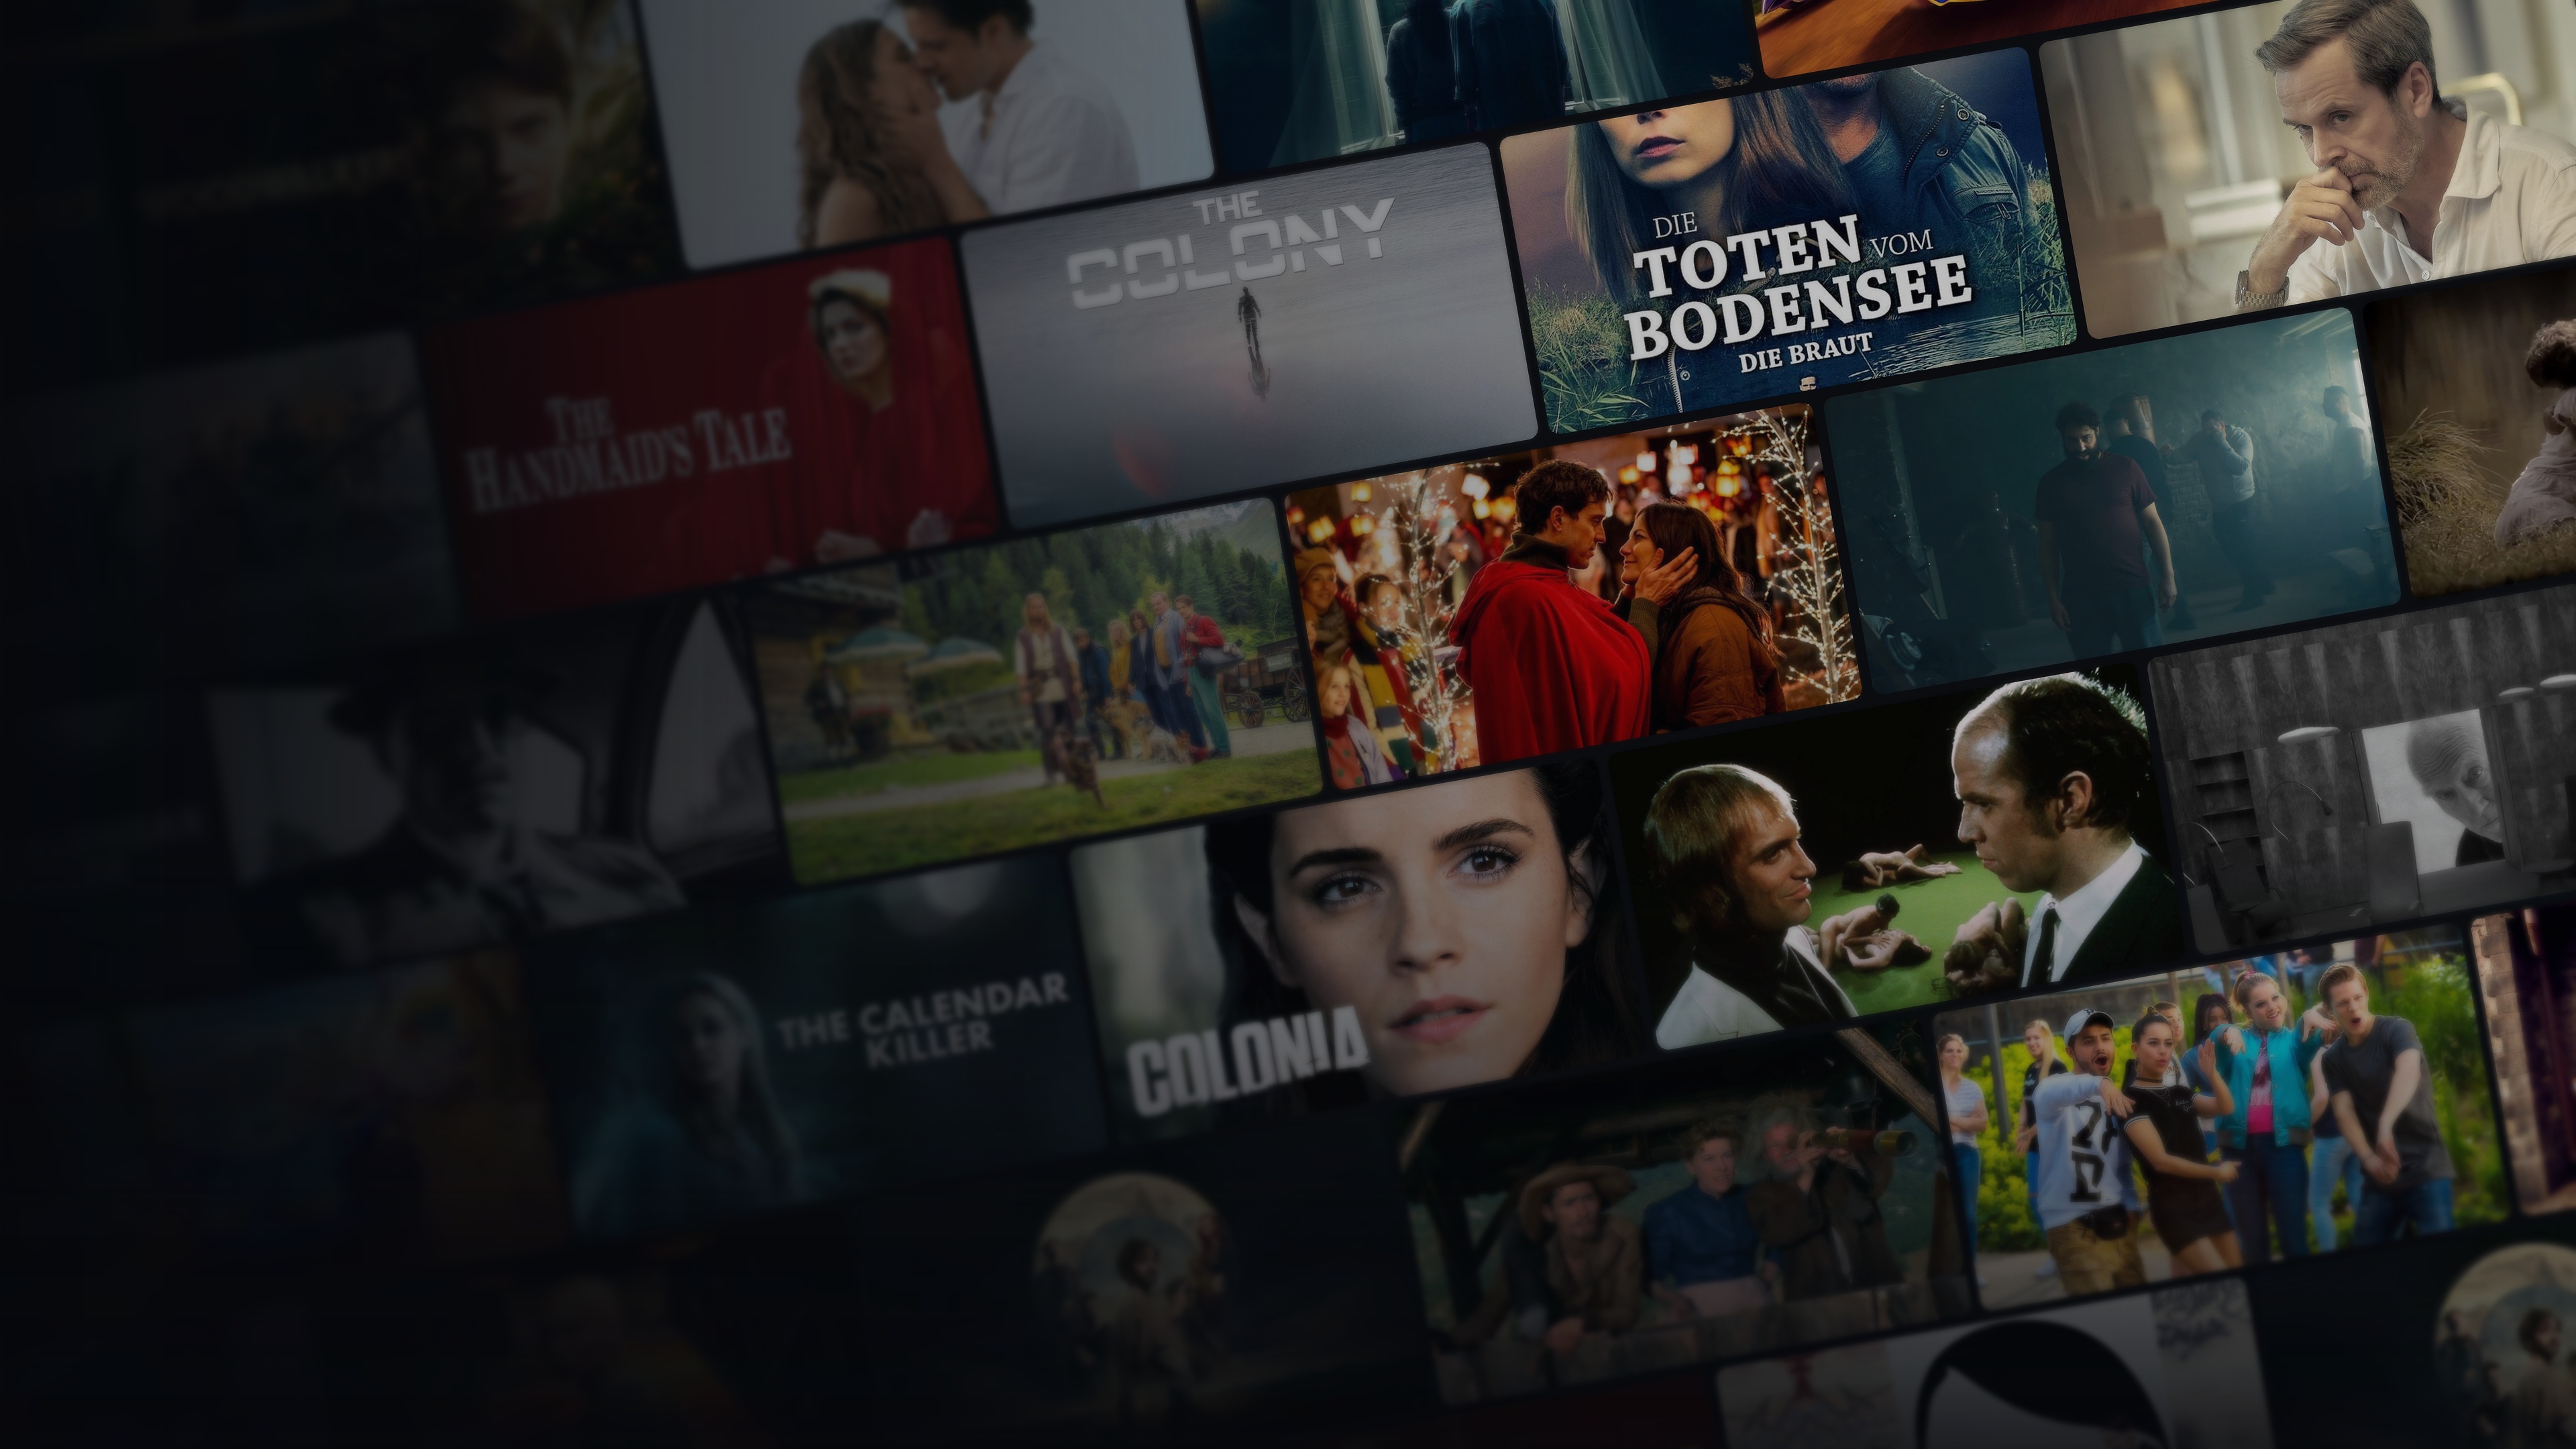 THE
COLONY
DIE
TOTEN VOM
BODENSEE
DIE BRAUT
THE
HANDMAID'S TALE
THE CALENDAR
KILLER
COLONIA